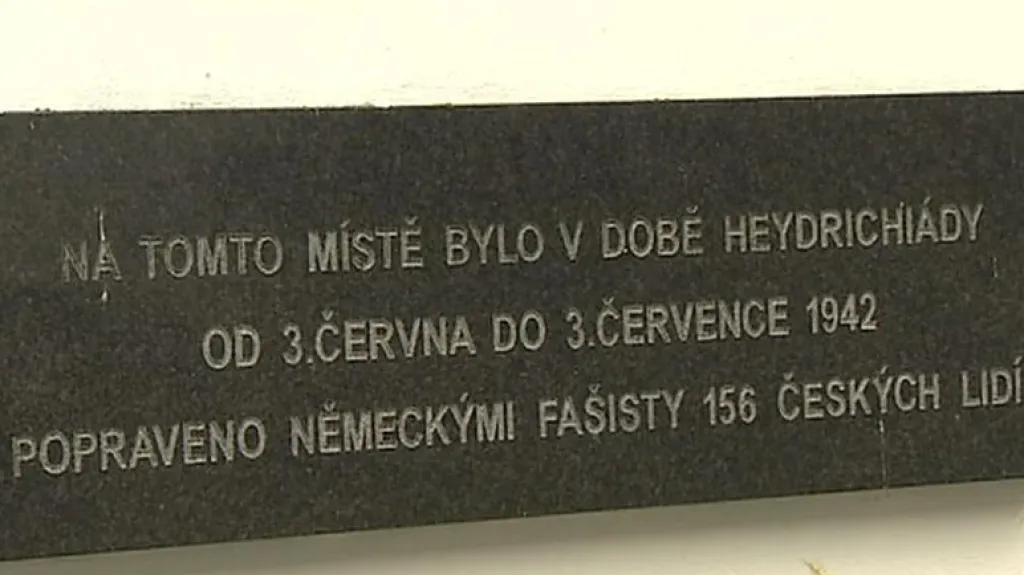 NA TOMTO MÍSTĚ BYLO V DOBĚ HEYDRICHIÁDY
OD 3.ČERVNA DO 3.ČERVENCE 1942
POPRAVENO NĚMECKÝMI FAŠISTY 156 ČESKÝCH LIDÍ